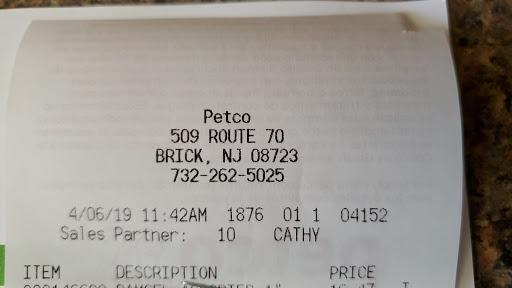 Petco
509 ROUTE 70
BRICK, NJ 08723
732-262-5025
4/06/19 11:42AM 1876 01 1 04152
Sales Partner: 10 CATHY
ITEM DESCRIPTION PRICE